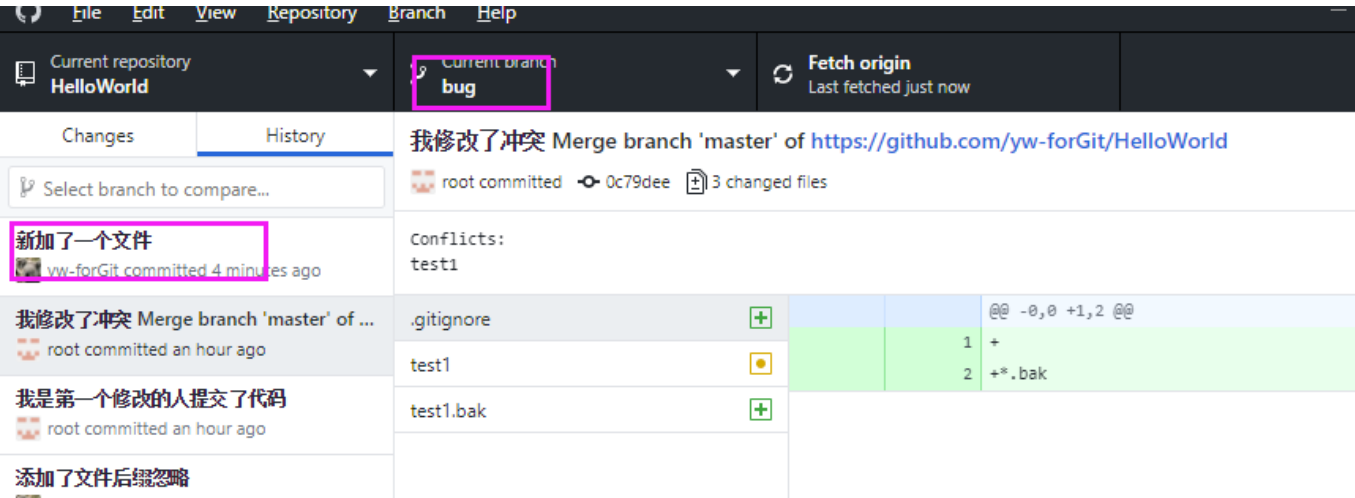 File Edit View Repository Branch Help
Current repository
HelloWorld
Current branch
bug
Fetch origin
Last fetched just now
Changes History
Select branch to compare...
新加了一个文件
yw-forGit committed 4 minutes ago
我修改了冲突 Merge branch 'master' of ...
root committed an hour ago
我是第一个修改的人提交了代码
root committed an hour ago
添加了文件后缀忽略
我修改了冲突 Merge branch 'master' of https://github.com/yw-forGit/HelloWorld
root committed 0c79dee 3 changed files
Conflicts:
test1
.gitignore
test1
test1.bak
@@ -0,0 +1,2 @@
1 +
2 +*.bak